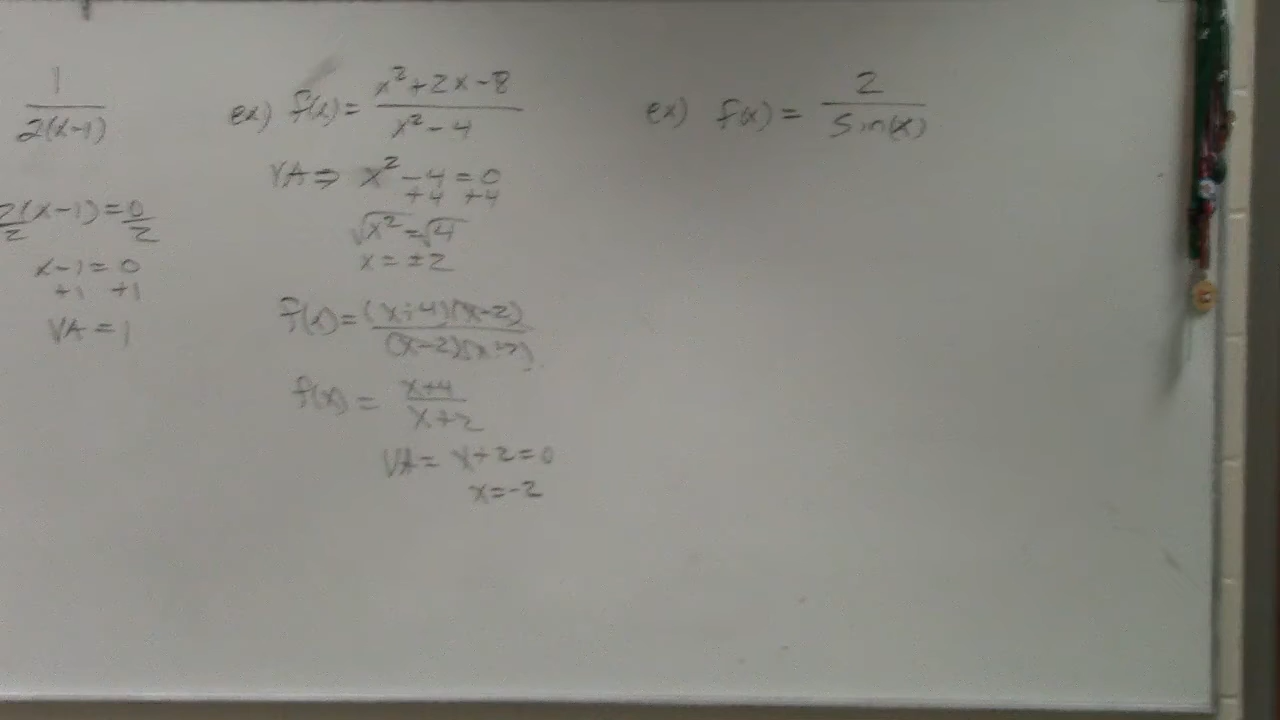 1
2(x-1)
2(x-1) = 0
2 2
x-1 = 0
+1 +1
VA = 1
ex) f(x) = x²+2x-8
x²-4
VA ⇒ x²-4=0
+4 +4
√x² = √4
x = ±2
f(x) = (x+4)(x-2)
(x-2)(x+2)
f(x) = x+4
x+2
VA = x+2=0
x=-2
ex) f(x) = 2
Sin(x)